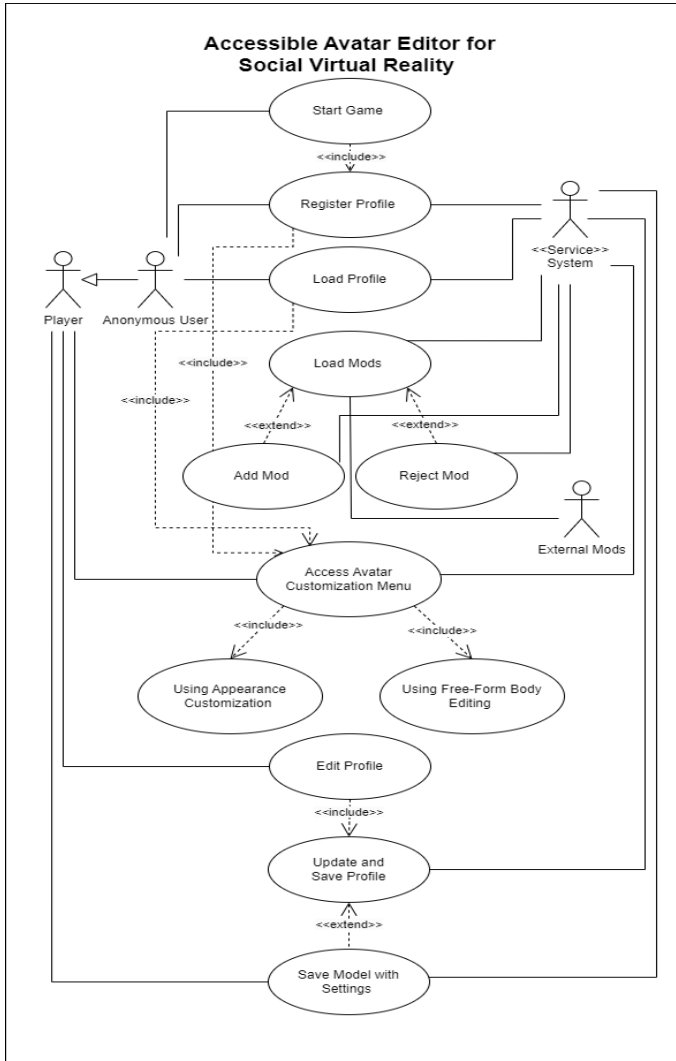 Accessible Avatar Editor for
Social Virtual Reality
Start Game
<<include>>
Register Profile
<<Service>>
System
Load Profile
Player
Anonymous User
Load Mods
<<include>>
<<include>>
<<extend>>
<<extend>>
Add Mod
Reject Mod
External Mods
Access Avatar
Customization Menu
<<include>>
<<include>>
Using Appearance
Customization
Using Free-Form Body
Editing
Edit Profile
<<include>>
Update and
Save Profile
<<extend>>
Save Model with
Settings